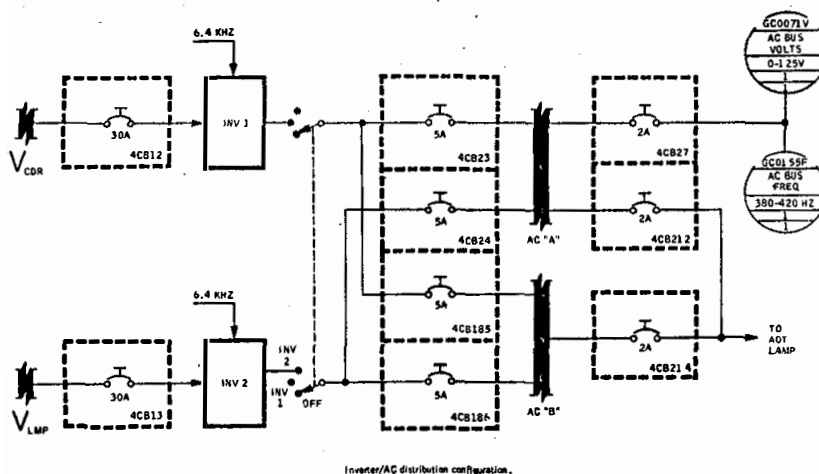 GC0071V
AC BUS
VOLTS
0-125V
1
6.4 KHZ
30A
4CB12
INV 1
VCDR
5A
4CB23
2A
4CB27
GC0155F
AC BUS
FREQ
380-420 HZ
1
1
5A
4CB24
2A
4CB212
AC "A"
5A
4CB185
6.4 KHZ
30A
4CB13
INV 2
VLMP
INV
2
INV
1
OFF
5A
4CB186
AC "B"
2A
4CB214
TO
AOT
LAMP
Inverter/AC distribution configuration.